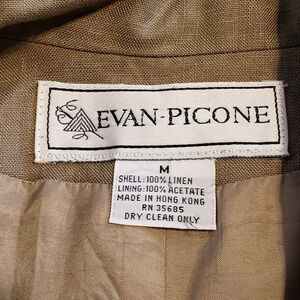 EVAN-PICONE
M
SHELL: 100% LINEN
LINING: 100% ACETATE
MADE IN HONG KONG
RN 35685
DRY CLEAN ONLY